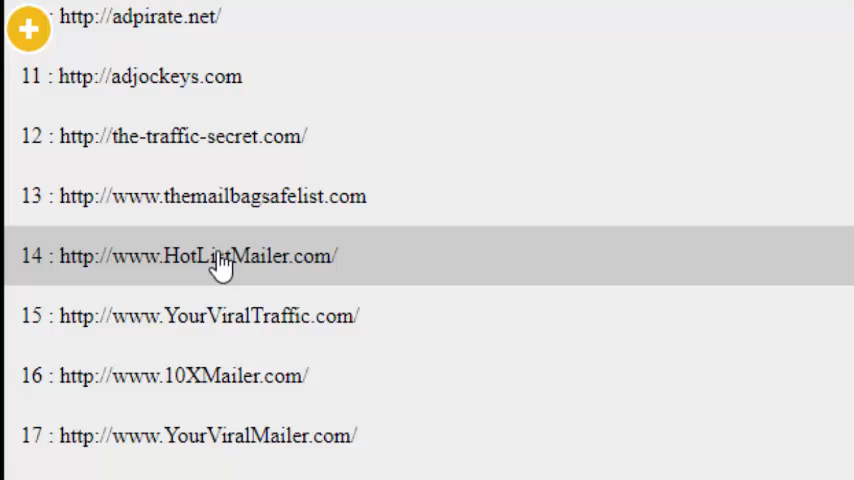 : http://adpirate.net/
11 : http://adjockeys.com
12 : http://the-traffic-secret.com/
13 : http://www.themailbagsafelist.com
14 : http://www.HotListMailer.com/
15 : http://www.YourViralTraffic.com/
16 : http://www.10XMailer.com/
17 : http://www.YourViralMailer.com/